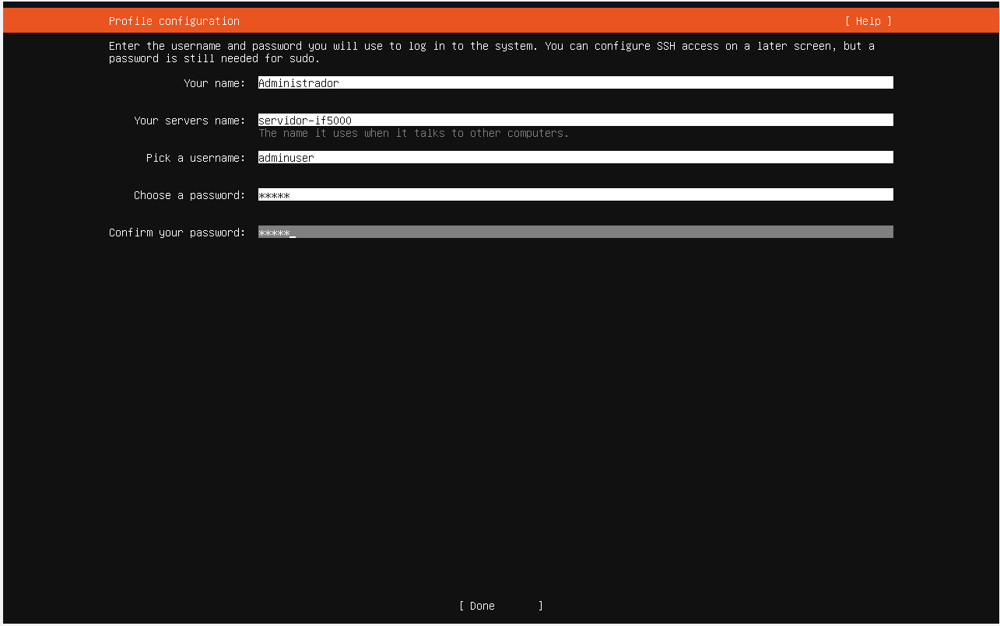 Profile configuration [ Help ]
Enter the username and password you will use to log in to the system. You can configure SSH access on a later screen, but a
password is still needed for sudo.
Your name: Administrador
Your servers name: servidor-if5000
The name it uses when it talks to other computers.
Pick a username: adminuser
Choose a password: *****
Confirm your password: *****_
[ Done ]